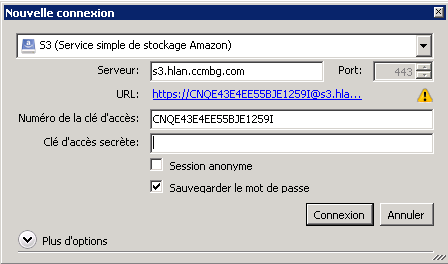 Nouvelle connexion
S3 (Service simple de stockage Amazon)
Serveur: s3.hlan.ccmbg.com Port: 443
URL: https://CNQE43E4EE55BJE1259I@s3.hla...
Numéro de la clé d'accès: CNQE43E4EE55BJE1259I
Clé d'accès secrète:
Session anonyme
Sauvegarder le mot de passe
Connexion Annuler
Plus d'options